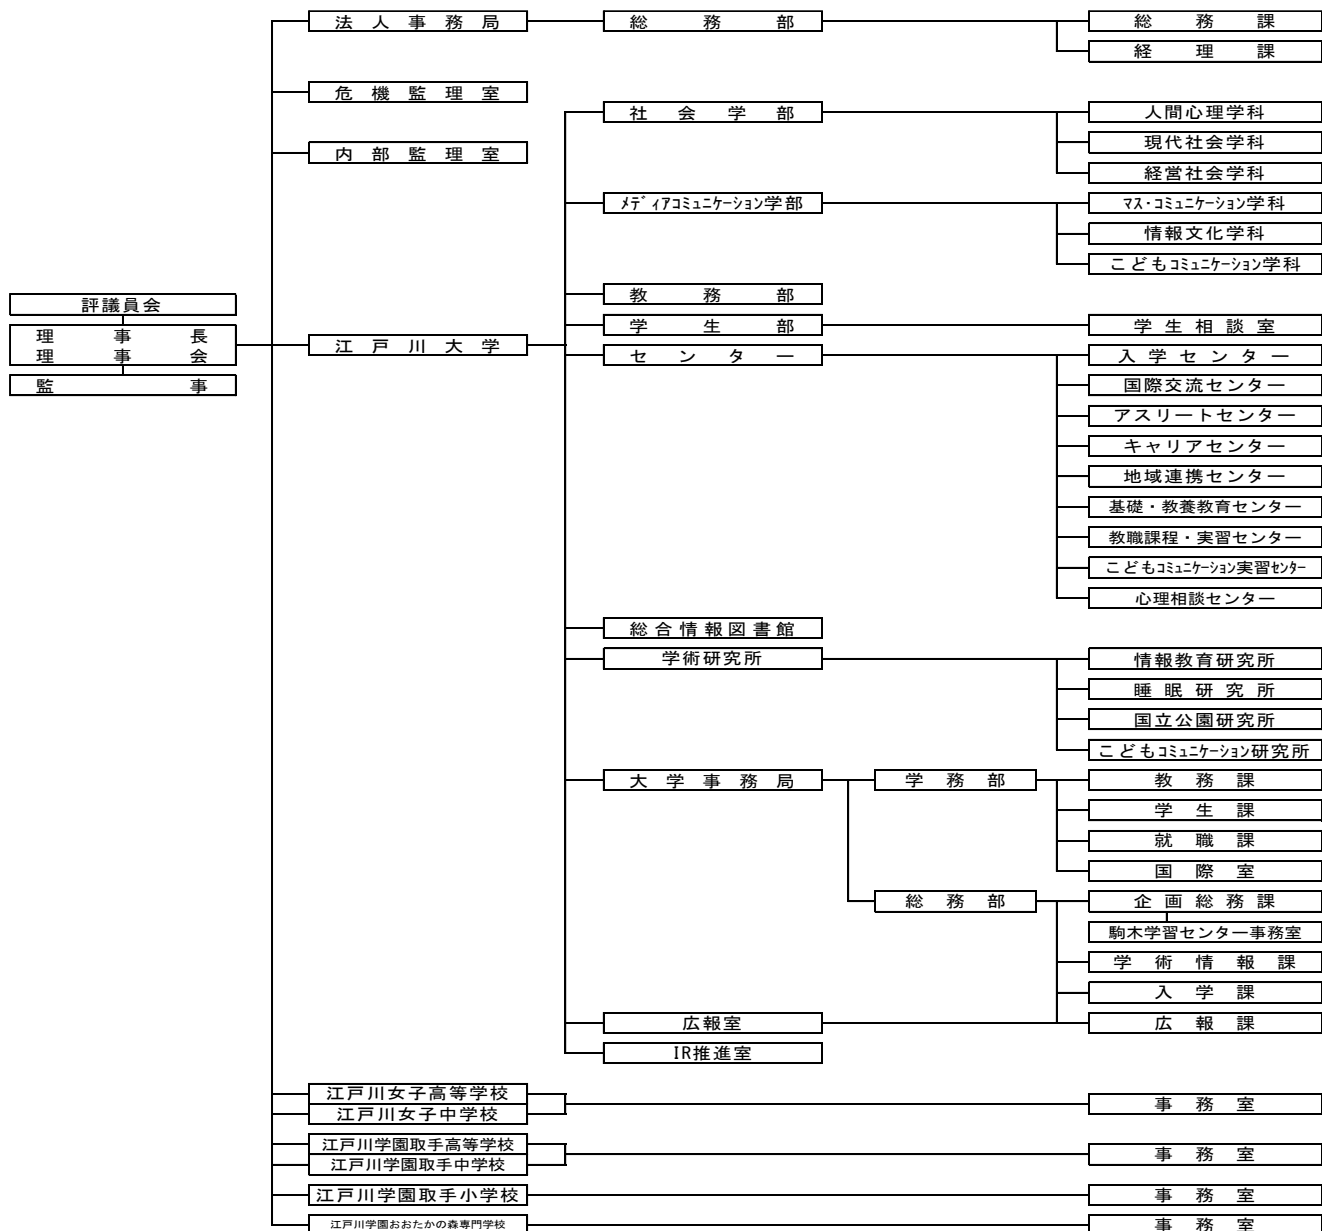 法人事務局
総務部
総務課
経理課
危機監理室
社会学部
人間心理学科
現代社会学科
内部監理室
経営社会学科
メディアコミュニケーション学部
マス・コミュニケーション学科
情報文化学科
こどもコミュニケーション学科
評議員会
教務部
理事長
理事会
監事
江戸川大学
学生部
学生相談室
センター
入学センター
国際交流センター
アスリートセンター
キャリアセンター
地域連携センター
基礎・教養教育センター
教職課程・実習センター
こどもコミュニケーション実習センター
心理相談センター
総合情報図書館
学術研究所
情報教育研究所
睡眠研究所
国立公園研究所
こどもコミュニケーション研究所
大学事務局
学務部
教務課
学生課
就職課
国際室
総務部
企画総務課
駒木学習センター事務室
学術情報課
入学課
広報室
広報課
IR推進室
江戸川女子高等学校
江戸川女子中学校
事務室
江戸川学園取手高等学校
江戸川学園取手中学校
事務室
江戸川学園取手小学校
事務室
江戸川学園おおたかの森専門学校
事務室